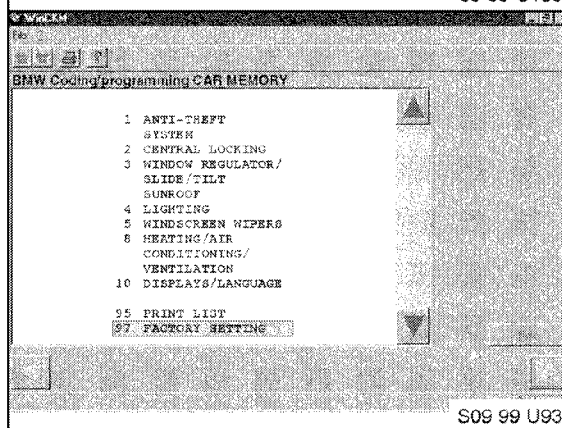 WinCKM
File
?
BMW Coding/programming CAR MEMORY
1 ANTI-THEFT
SYSTEM
2 CENTRAL LOCKING
3 WINDOW REGULATOR/
SLIDE/TILT
SUNROOF
4 LIGHTING
5 WINDSCREEN WIPERS
8 HEATING/AIR
CONDITIONING/
VENTILATION
10 DISPLAYS/LANGUAGE
95 PRINT LIST
97 FACTORY SETTING
S09 99 U93